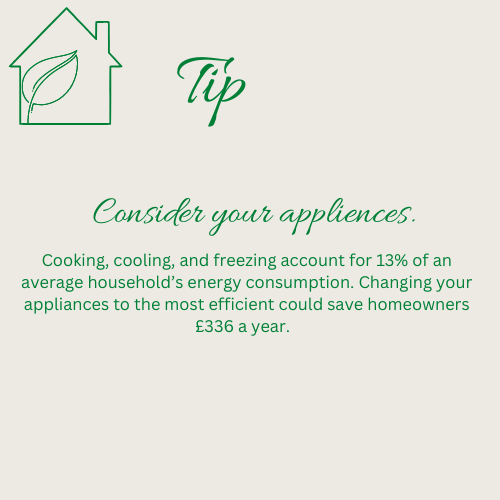 Tip
Consider your appliences.
Cooking, cooling, and freezing account for 13% of an
average household’s energy consumption. Changing your
appliances to the most efficient could save homeowners
£336 a year.